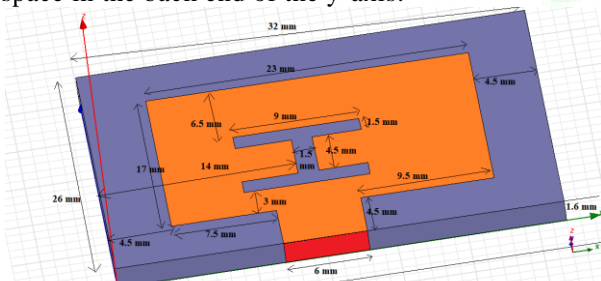 space in the back end of the y-axis.
32 mm
23 mm
4.5 mm
9 mm
1.5 mm
6.5 mm
1.5
mm
4.5 mm
17 mm
14 mm
9.5 mm
26 mm
3 mm
4.5 mm
1.6 mm
4.5 mm
7.5 mm
6 mm